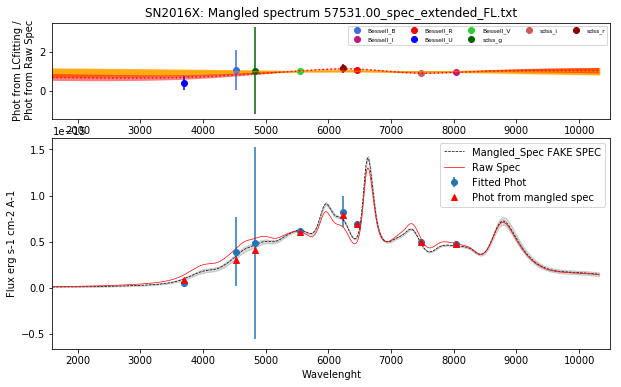 SN2016X: Mangled spectrum 57531.00_spec_extended_FL.txt
Phot from LCfitting /
Phot from Raw Spec
2
0
Bessell_B
Bessell_I
Bessell_R
Bessell_U
Bessell_V
sdss_g
sdss_i
sdss_r
2000 3000 4000 5000 6000 7000 8000 9000 10000
Flux erg s-1 cm-2 A-1
1.5
1.0
0.5
0.0
−0.5
Mangled_Spec FAKE SPEC
Raw Spec
Fitted Phot
Phot from mangled spec
2000 3000 4000 5000 6000 7000 8000 9000 10000
Wavelenght